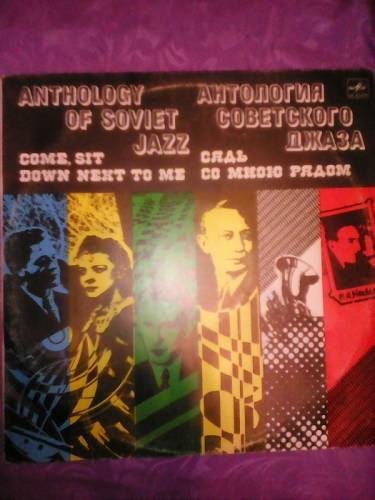 ANTHOLOGY
OF SOVIET
JAZZ
COME, SIT
DOWN NEXT TO ME
АНТОЛОГИЯ
СОВЕТСКОГО
ДЖАЗА
СЯДЬ
СО МНОЮ РЯДОМ